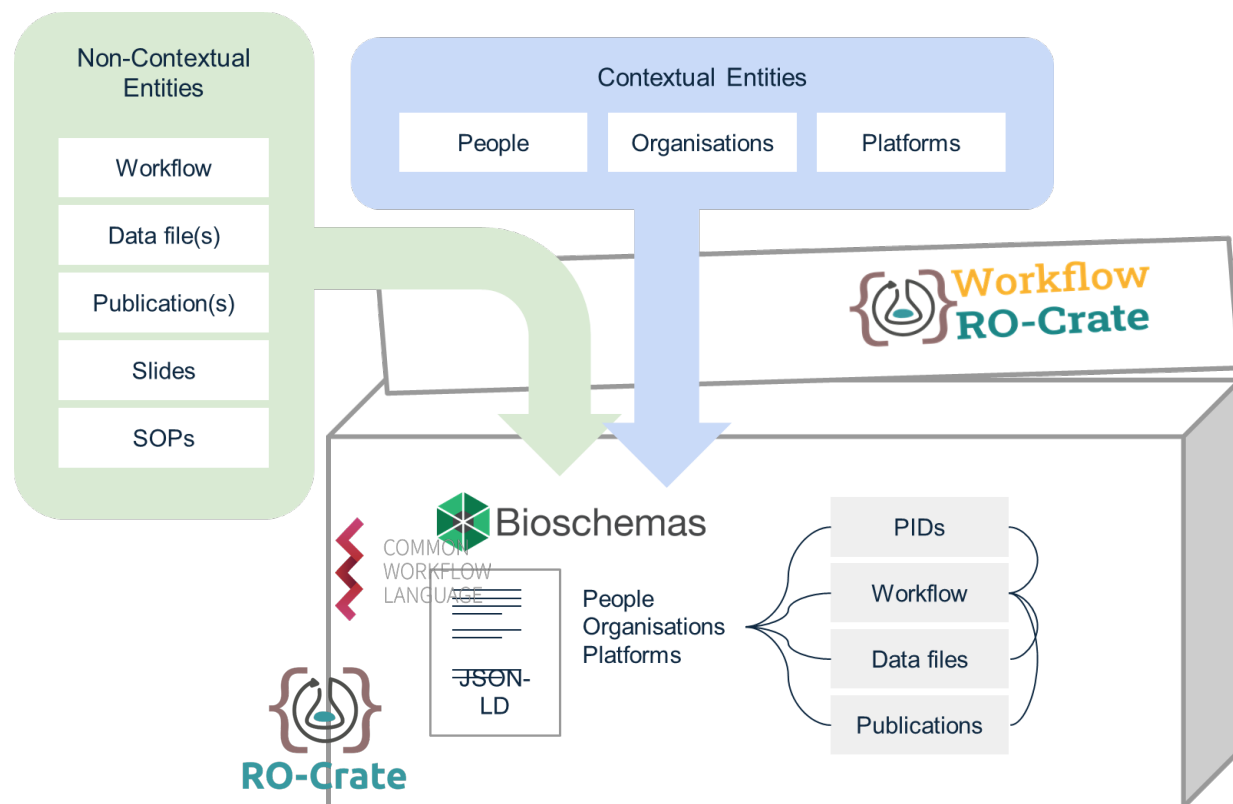 Non-Contextual
Entities
Workflow
Data file(s)
Publication(s)
Slides
SOPs
Contextual Entities
People
Organisations
Platforms
Workflow
RO-Crate
Bioschemas
COMMON
WORKFLOW
LANGUAGE
JSON-
LD
People
Organisations
Platforms
PIDs
Workflow
Data files
Publications
RO-Crate